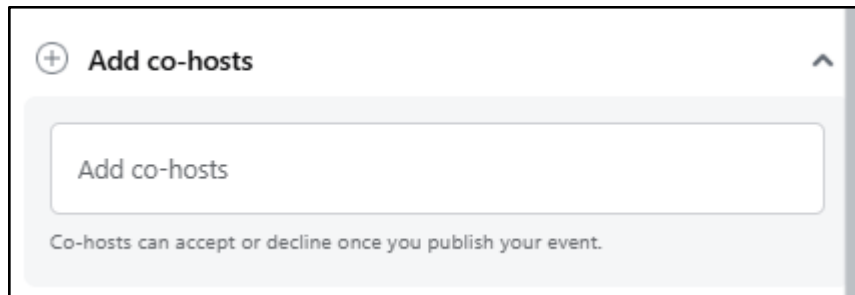 Add co-hosts
Add co-hosts
Co-hosts can accept or decline once you publish your event.